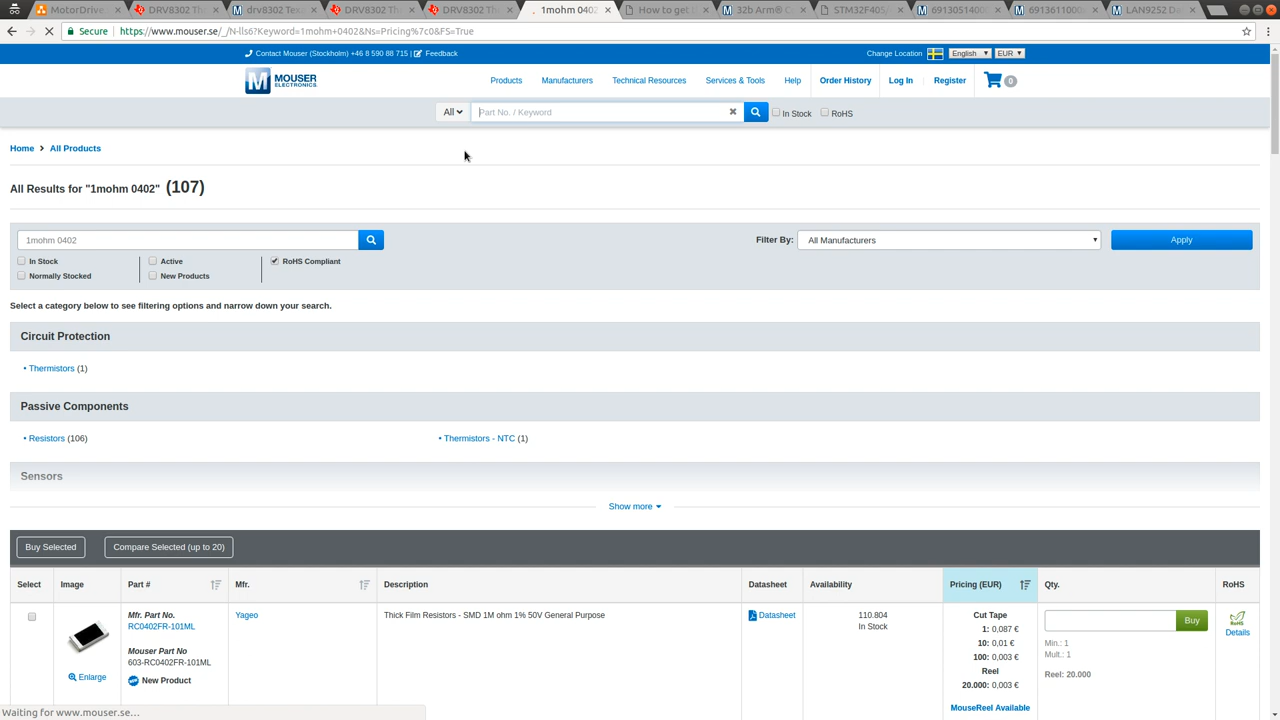 MotorDrive
DRV8302 Th
drv8302 Texa
DRV8302 Th
DRV8302 Th
1mohm 0402
How to get
32b Arm® C
STM32F405/
6913051400
6913611000
LAN9252 Da
Secure
https://www.mouser.se/_/N-lls6?Keyword=1mohm+0402&Ns=Pricing%7c0&FS=True
Contact Mouser (Stockholm) +46 8 590 88 715 | Feedback
Change Location English EUR
M MOUSER ELECTRONICS
Products Manufacturers Technical Resources Services & Tools Help Order History Log In Register 0
All Part No. / Keyword In Stock RoHS
Home > All Products
All Results for "1mohm 0402" (107)
1mohm 0402
Filter By: All Manufacturers Apply
In Stock Active RoHS Compliant
Normally Stocked New Products
Select a category below to see filtering options and narrow down your search.
Circuit Protection
• Thermistors (1)
Passive Components
• Resistors (106) • Thermistors - NTC (1)
Sensors
Show more
Buy Selected Compare Selected (up to 20)
Select Image Part # Mfr. Description Datasheet Availability Pricing (EUR) Qty. RoHS
Mfr. Part No.
RC0402FR-101ML
Mouser Part No
603-RC0402FR-101ML
New Product
Enlarge
Yageo
Thick Film Resistors - SMD 1M ohm 1% 50V General Purpose
Datasheet
110.804
In Stock
Cut Tape
1: 0,087 €
10: 0,01 €
100: 0,003 €
Reel
20.000: 0,003 €
MouseReel Available
Buy
Min.: 1
Mult.: 1
Reel: 20.000
RoHS
Details
Waiting for www.mouser.se...